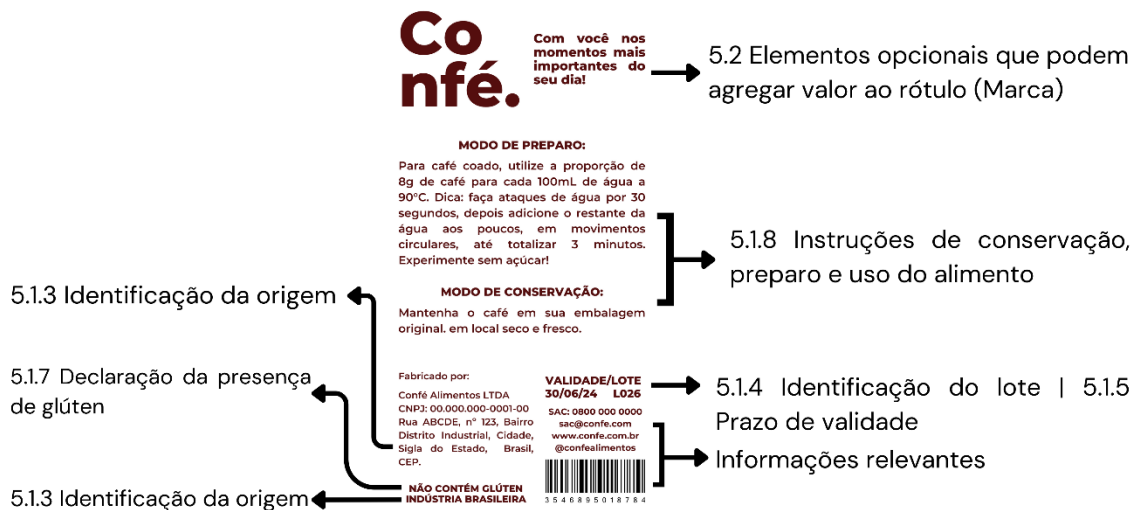 Co
nfé.
Com você nos
momentos mais
importantes do
seu dia!
5.2 Elementos opcionais que podem
agregar valor ao rótulo (Marca)
MODO DE PREPARO:
Para café coado, utilize a proporção de
8g de café para cada 100mL de água a
90°C. Dica: faça ataques de água por 30
segundos, depois adicione o restante da
água aos poucos, em movimentos
circulares, até totalizar 3 minutos.
Experimente sem açúcar!
5.1.8 Instruções de conservação,
preparo e uso do alimento
MODO DE CONSERVAÇÃO:
Mantenha o café em sua embalagem
original. em local seco e fresco.
5.1.3 Identificação da origem
5.1.7 Declaração da presença
de glúten
Fabricado por:
Confé Alimentos LTDA
CNPJ: 00.000.000-0001-00
Rua ABCDE, nº 123, Bairro
Distrito Industrial, Cidade,
Sigla do Estado, Brasil,
CEP.
VALIDADE/LOTE
30/06/24 L026
5.1.4 Identificação do lote | 5.1.5
Prazo de validade
SAC: 0800 000 0000
sac@confe.com
www.confe.com.br
@confealimentos
Informações relevantes
NÃO CONTÉM GLÚTEN
INDÚSTRIA BRASILEIRA
3546895018784
5.1.3 Identificação da origem